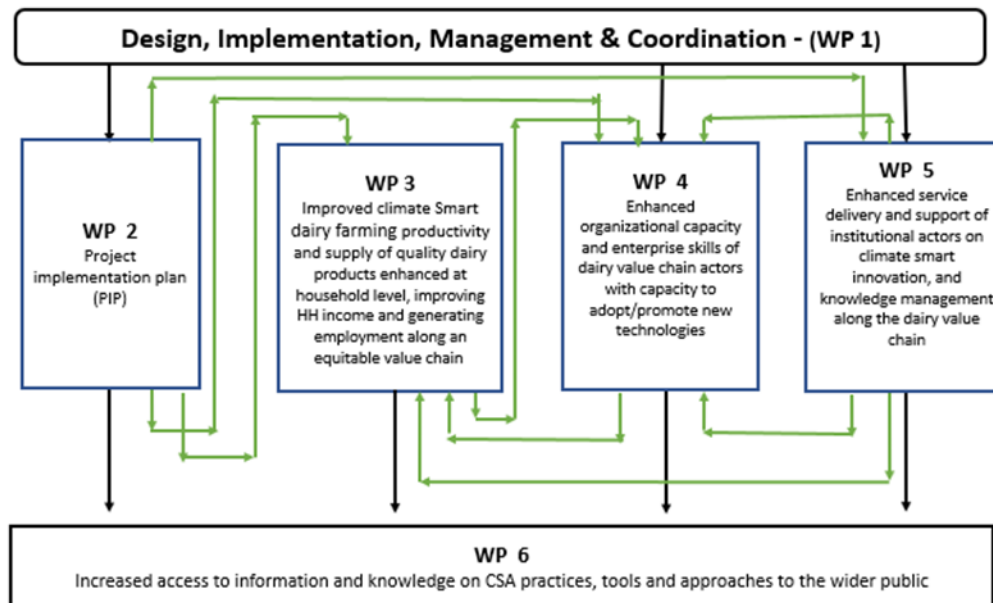 Design, Implementation, Management & Coordination - (WP 1)
WP 2
Project
implementation plan
(PIP)
WP 3
Improved climate Smart
dairy farming productivity
and supply of quality dairy
products enhanced at
household level, improving
HH income and generating
employment along an
equitable value chain
WP 4
Enhanced
organizational capacity
and enterprise skills of
dairy value chain actors
with capacity to
adopt/promote new
technologies
WP 5
Enhanced service
delivery and support of
institutional actors on
climate smart
innovation, and
knowledge management
along the dairy value
chain
WP 6
Increased access to information and knowledge on CSA practices, tools and approaches to the wider public